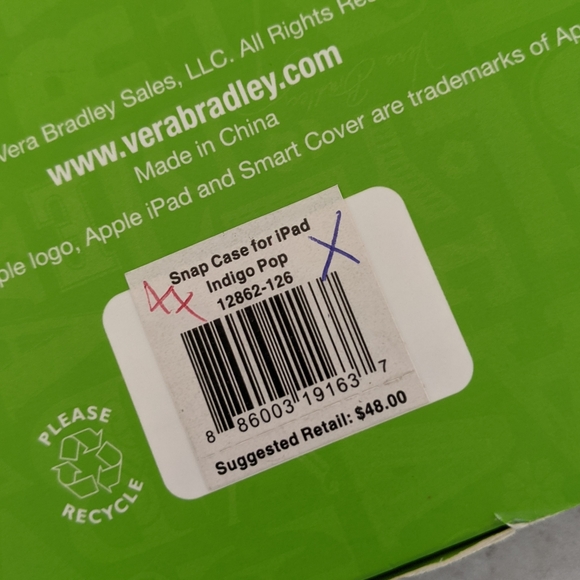 Vera Bradley Sales, LLC. All Rights
www.verabradley.com
Made in China
logo, Apple iPad and Smart Cover are trademarks of
Snap Case for iPad
Indigo Pop
12862-126
X
8 86003 19163 7
Suggested Retail: $48.00
PLEASE
RECYCLE